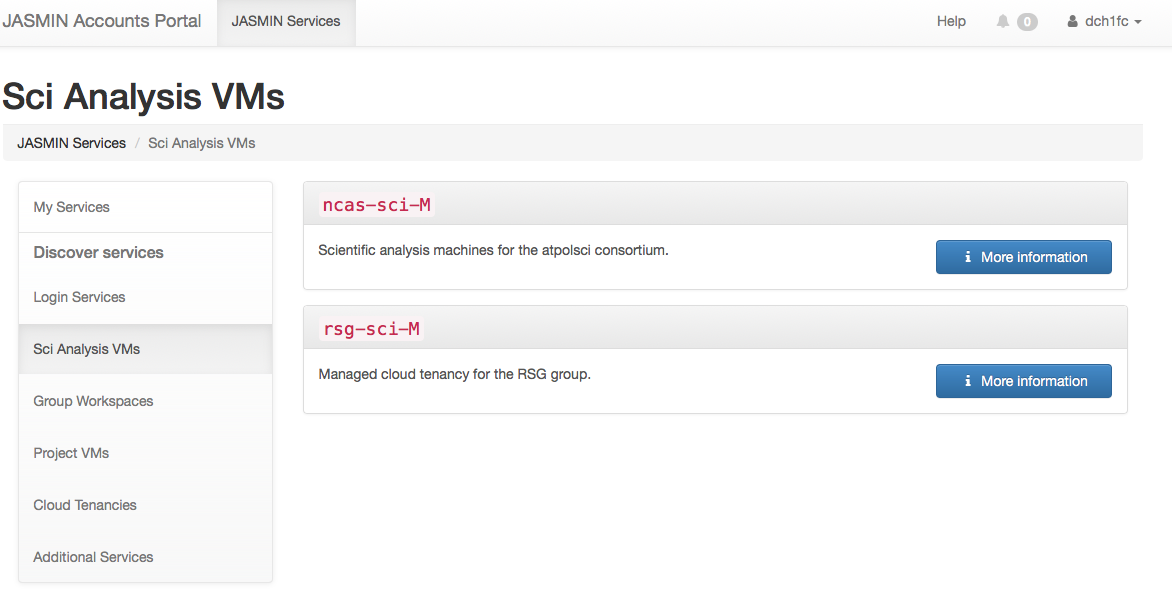 JASMIN Accounts Portal JASMIN Services Help 0 dch1fc
Sci Analysis VMs
JASMIN Services / Sci Analysis VMs
My Services
Discover services
Login Services
Sci Analysis VMs
Group Workspaces
Project VMs
Cloud Tenancies
Additional Services
ncas-sci-M
Scientific analysis machines for the atpolsci consortium.
More information
rsg-sci-M
Managed cloud tenancy for the RSG group.
More information